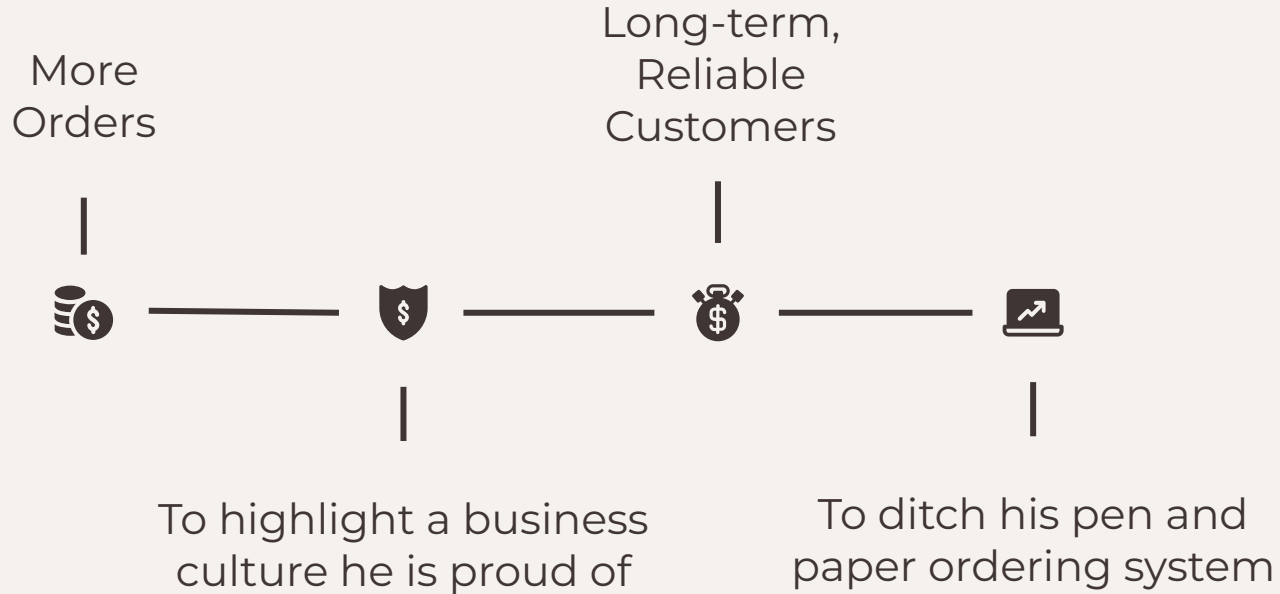 More
Orders
Long-term,
Reliable
Customers
$
$
$
To highlight a business
culture he is proud of
To ditch his pen and
paper ordering system